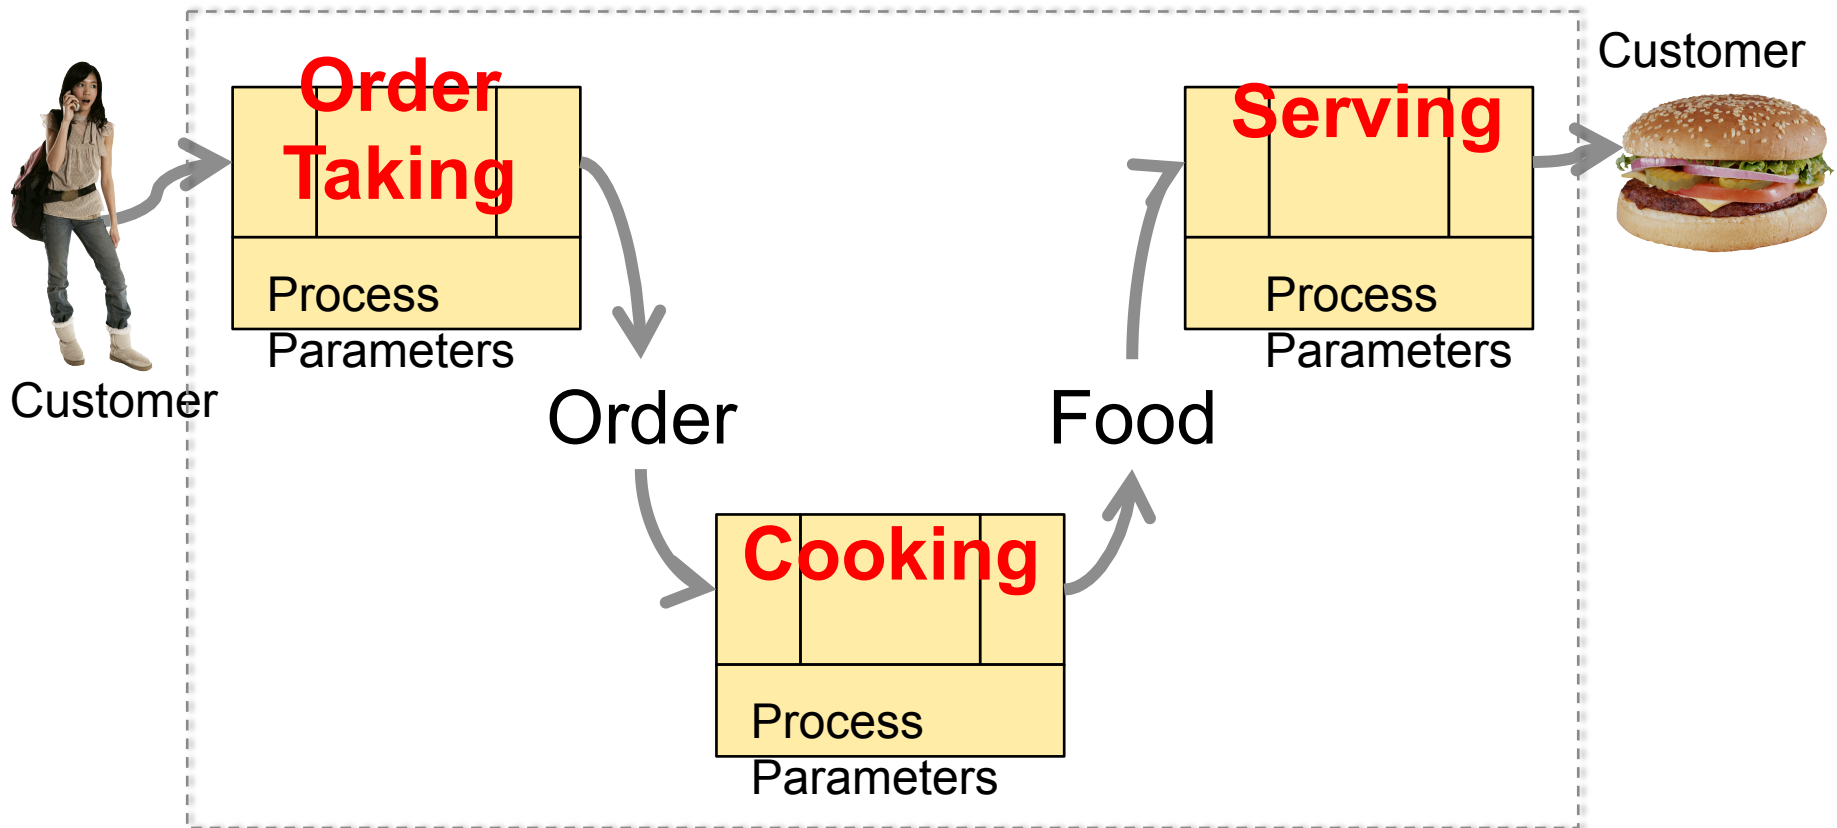 Customer
Order
Taking
Process
Parameters
Order
Cooking
Process
Parameters
Food
Serving
Process
Parameters
Customer